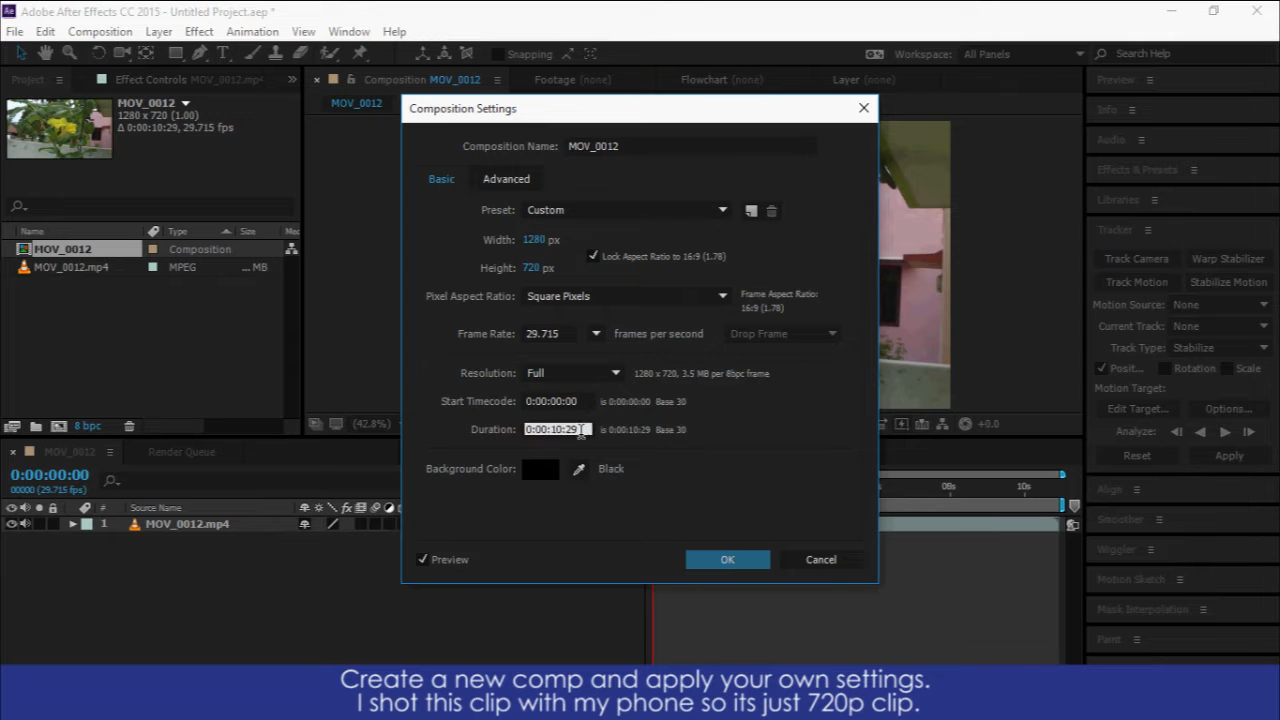 Adobe After Effects CC 2015 - Untitled Project.aep *
File Edit Composition Layer Effect Animation View Window Help
Snapping
Workspace: All Panels
Search Help
Project
Effect Controls MOV_0012.mp4
Composition MOV_0012
Footage (none)
Flowchart (none)
Layer (none)
MOV_0012
1280 x 720 (1.00)
Δ 0:00:10:29, 29.715 fps
MOV_0012
Name Type Size Me
MOV_0012 Composition
MOV_0012.mp4 MPEG ... MB
8 bpc
(42.8%)
+0.0
Composition Settings
Composition Name: MOV_0012
Basic Advanced
Preset: Custom
Width: 1280 px
Lock Aspect Ratio to 16:9 (1.78)
Height: 720 px
Pixel Aspect Ratio: Square Pixels
Frame Aspect Ratio:
16:9 (1.78)
Frame Rate: 29.715 frames per second Drop Frame
Resolution: Full 1280 x 720, 3.5 MB per 8bpc frame
Start Timecode: 0:00:00:00 is 0:00:00:00 Base 30
Duration: 0:00:10:29 is 0:00:10:29 Base 30
Background Color: Black
Preview
OK
Cancel
Preview
Info
Audio
Effects & Presets
Libraries
Tracker
Track Camera Warp Stabilizer
Track Motion Stabilize Motion
Motion Source: None
Current Track: None
Track Type: Stabilize
Posit... Rotation Scale
Motion Target:
Edit Target... Options...
Analyze:
Reset Apply
Align
Smoother
Wiggler
Motion Sketch
Mask Interpolation
Paint
MOV_0012 Render Queue
0:00:00:00
00000 (29.715 fps)
08s 10s
# Source Name
1 MOV_0012.mp4
Create a new comp and apply your own settings.
I shot this clip with my phone so its just 720p clip.